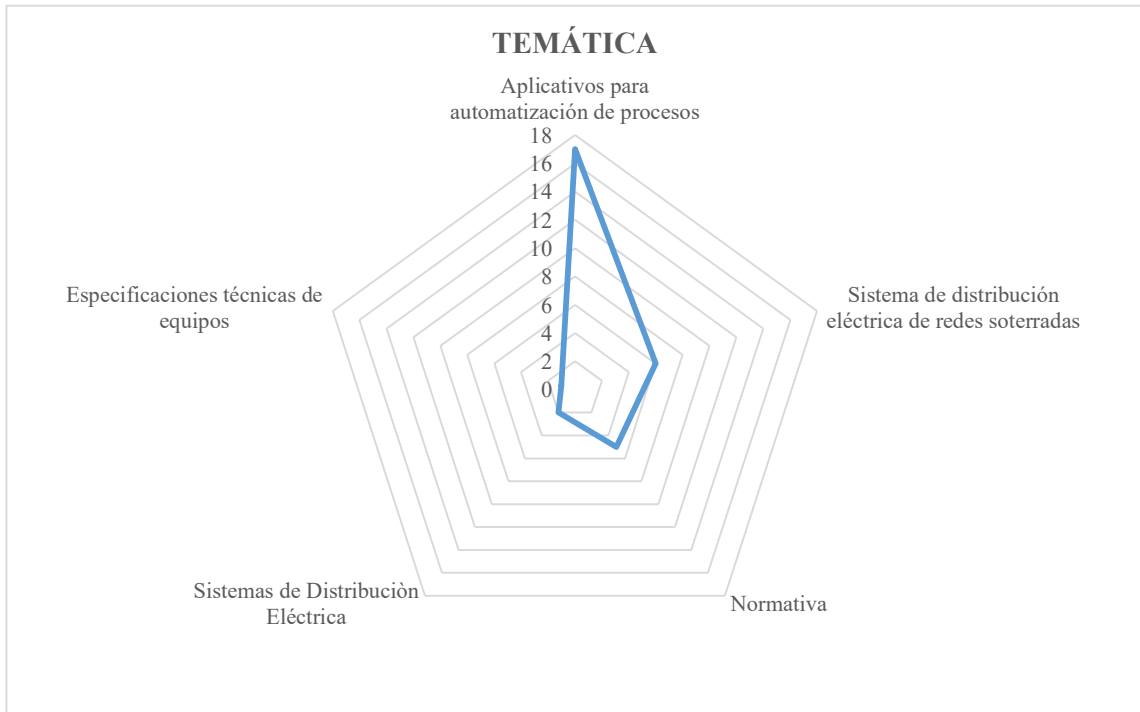 TEMÁTICA
Aplicativos para
automatización de procesos
18
16
14
12
10
8
6
4
2
0
Especificaciones técnicas de
equipos
Sistema de distribución
eléctrica de redes soterradas
Sistemas de Distribuciòn
Eléctrica
Normativa